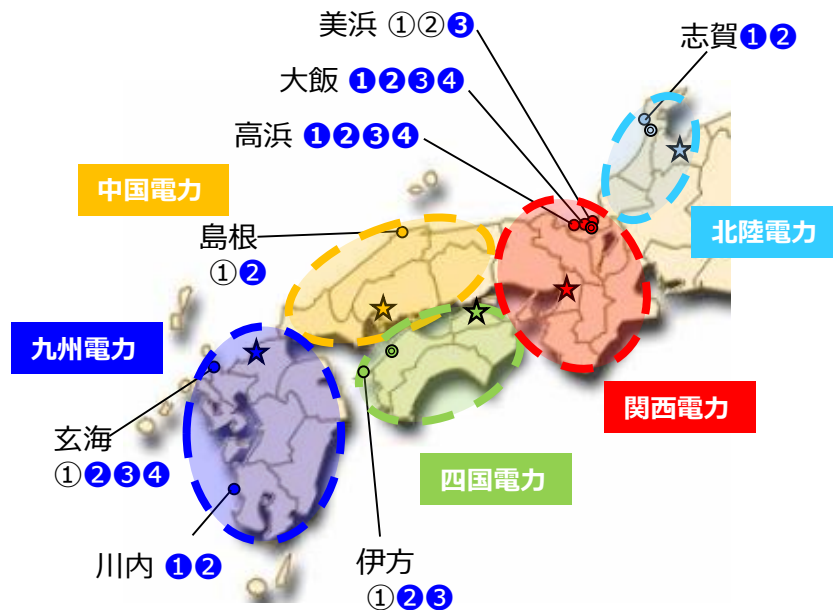 美浜 ①②❸
志賀❶❷
大飯 ❶❷❸❹
高浜 ❶❷❸❹
中国電力
北陸電力
島根
①❷
九州電力
関西電力
玄海
①❷❸❹
四国電力
川内 ❶❷
伊方
①❷❸